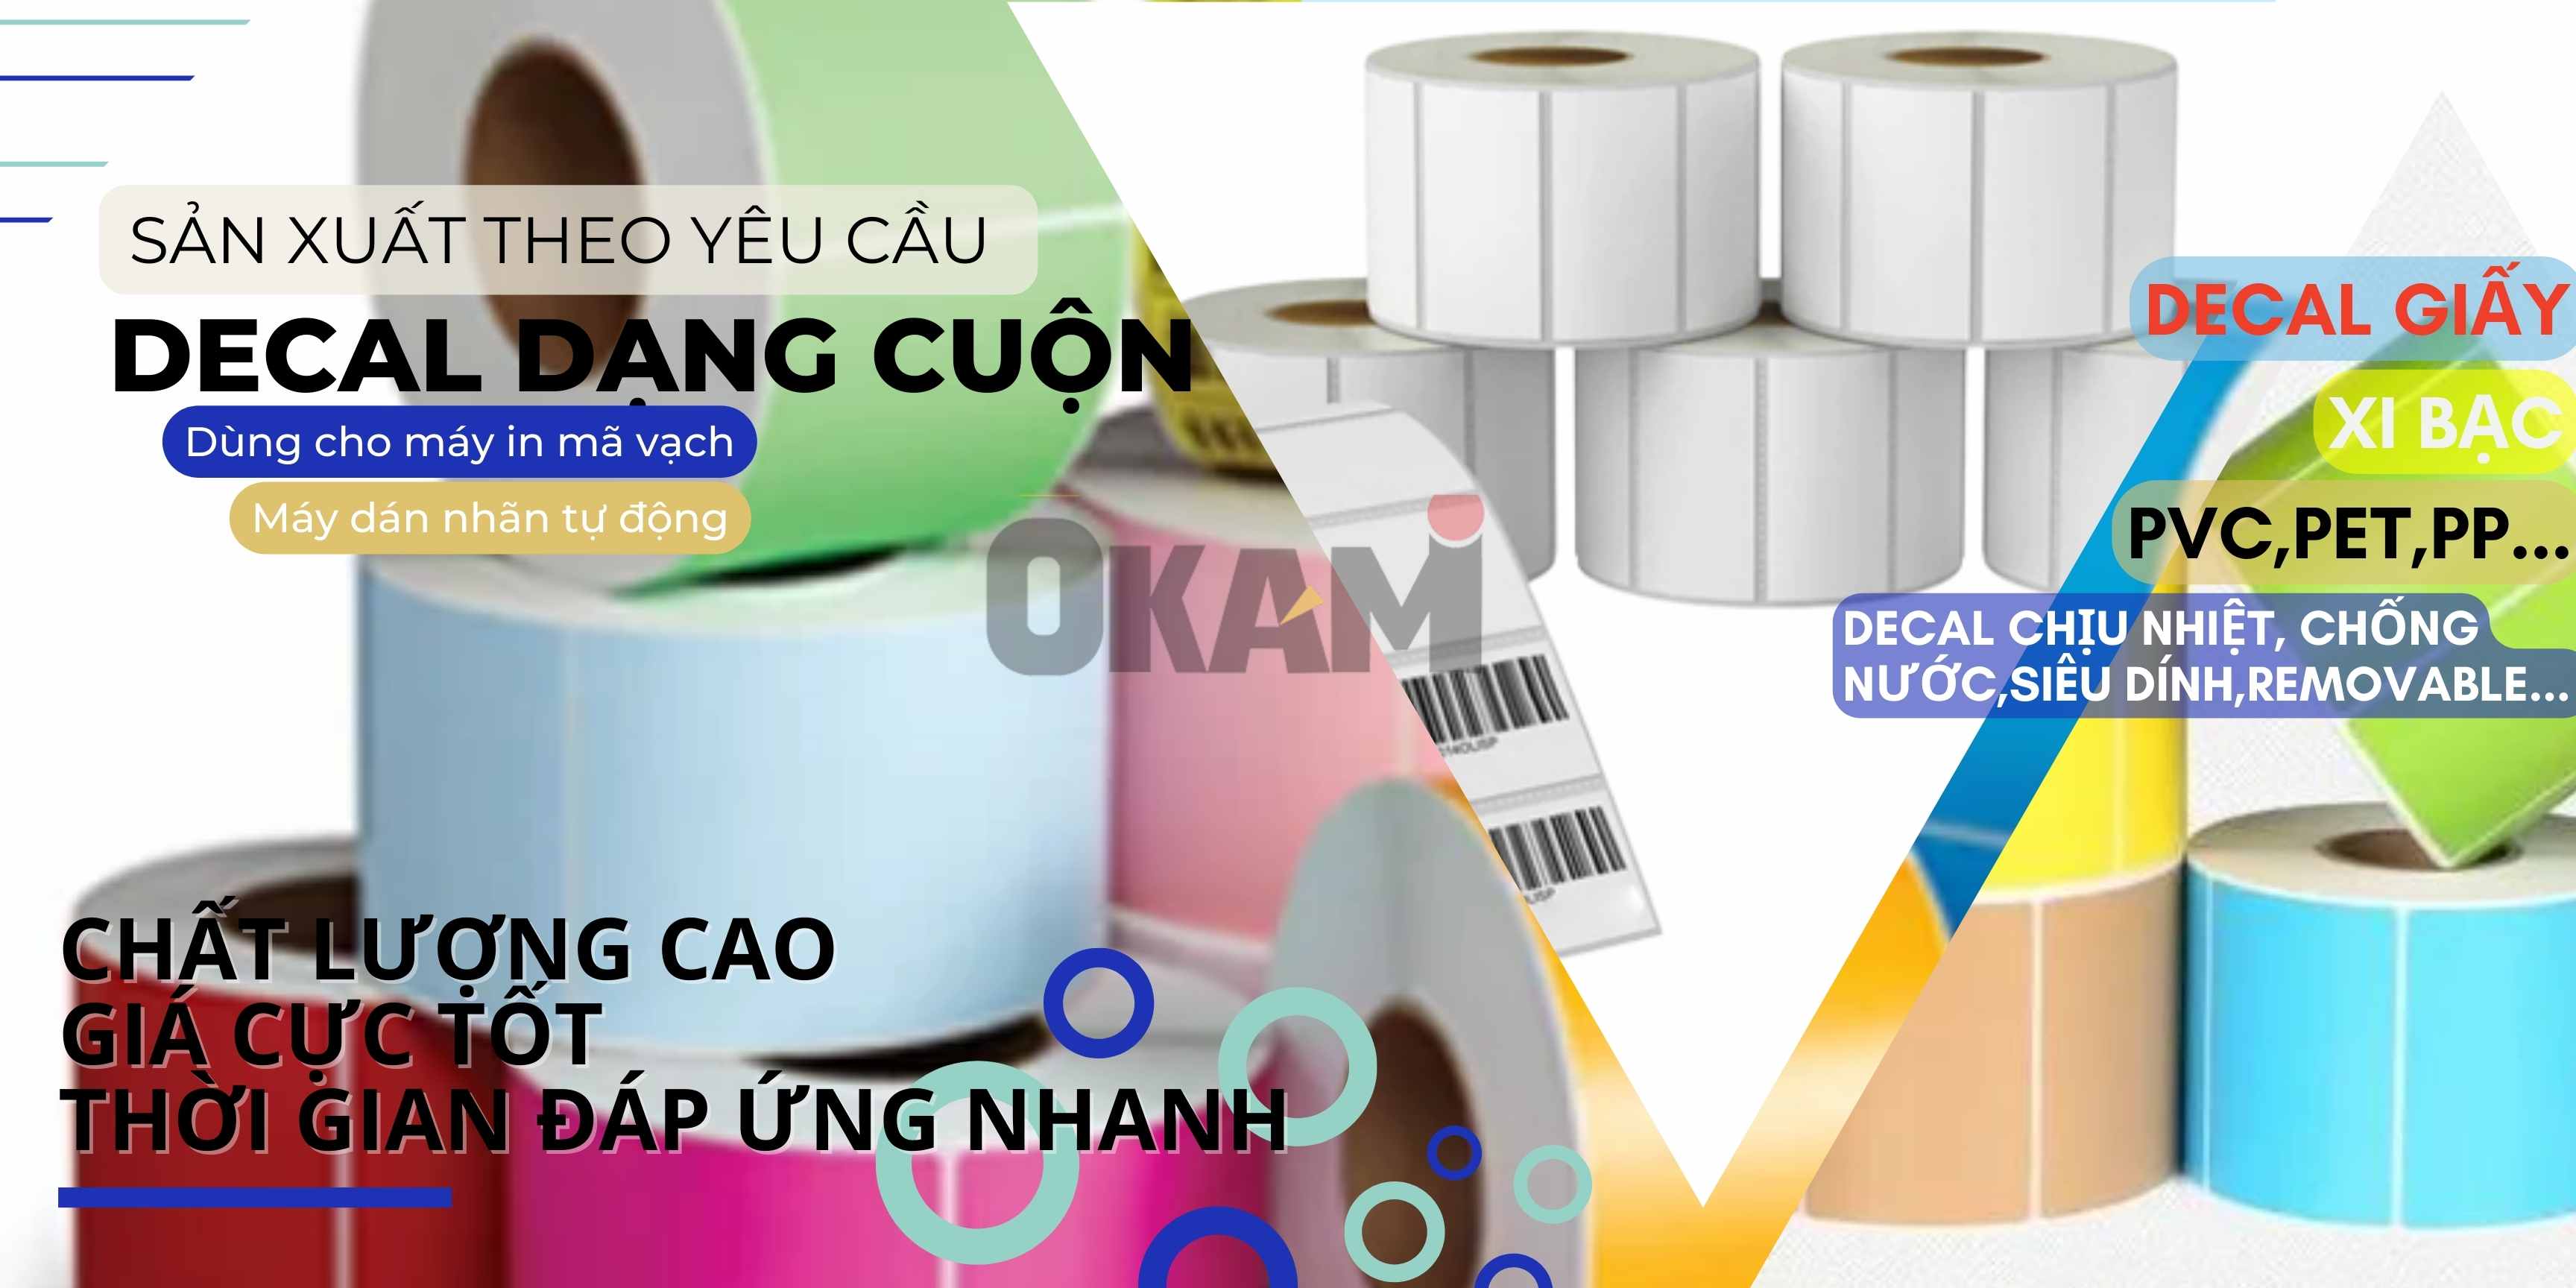 SẢN XUẤT THEO YÊU CẦU
DECAL DẠNG CUỘN
Dùng cho máy in mã vạch
Máy dán nhãn tự động
OKAM
DECAL GIẤY
XI BẠC
PVC,PET,PP...
DECAL CHỊU NHIỆT, CHỐNG
NƯỚC,SIÊU DÍNH,REMOVABLE...
CHẤT LƯỢNG CAO
GIÁ CỰC TỐT
THỜI GIAN ĐÁP ỨNG NHANH